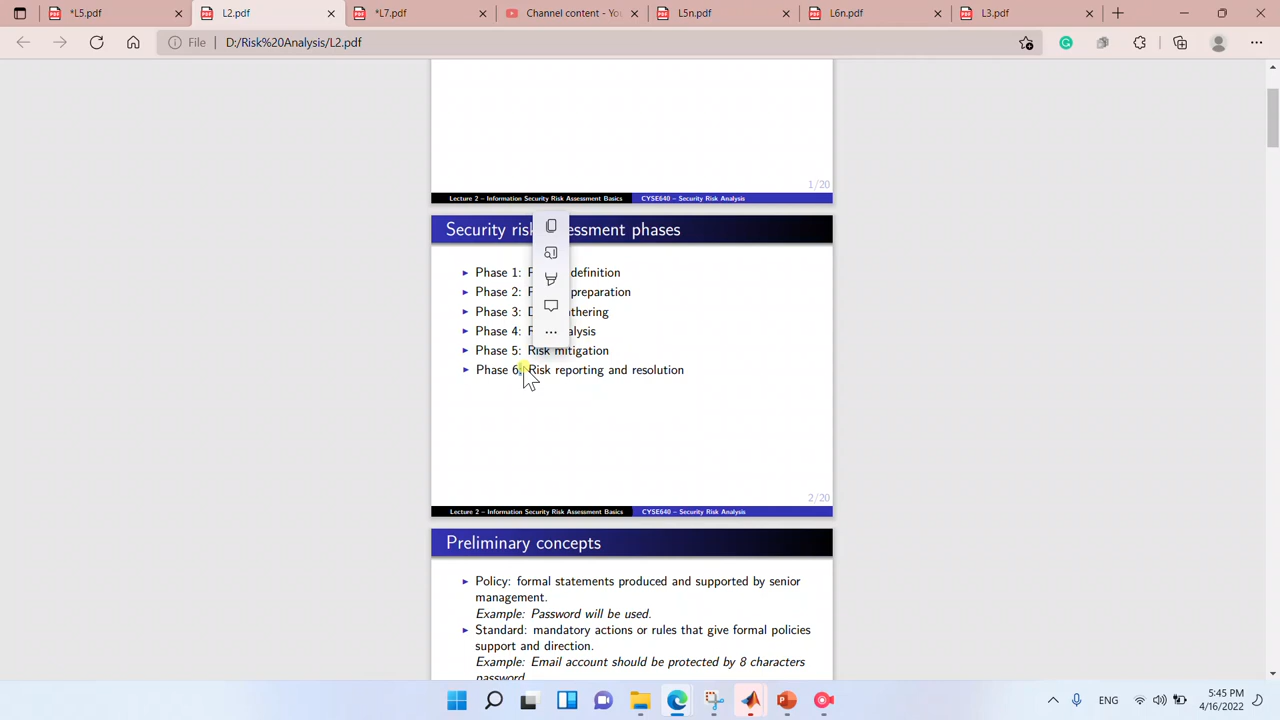 *L5.pdf
L2.pdf
*L7.pdf
Channel content - You
L5n.pdf
L6n.pdf
L3.pdf
File
D:/Risk%20Analysis/L2.pdf
1/20
Lecture 2 – Information Security Risk Assessment Basics
CYSE640 – Security Risk Analysis
Security ris essment phases
Phase 1: definition
Phase 2: preparation
Phase 3: D thering
Phase 4: R alysis
Phase 5: Risk mitigation
Phase 6: Risk reporting and resolution
2/20
Lecture 2 – Information Security Risk Assessment Basics
CYSE640 – Security Risk Analysis
Preliminary concepts
Policy: formal statements produced and supported by senior
management.
Example: Password will be used.
Standard: mandatory actions or rules that give formal policies
support and direction.
Example: Email account should be protected by 8 characters
password
ENG
5:45 PM
4/16/2022